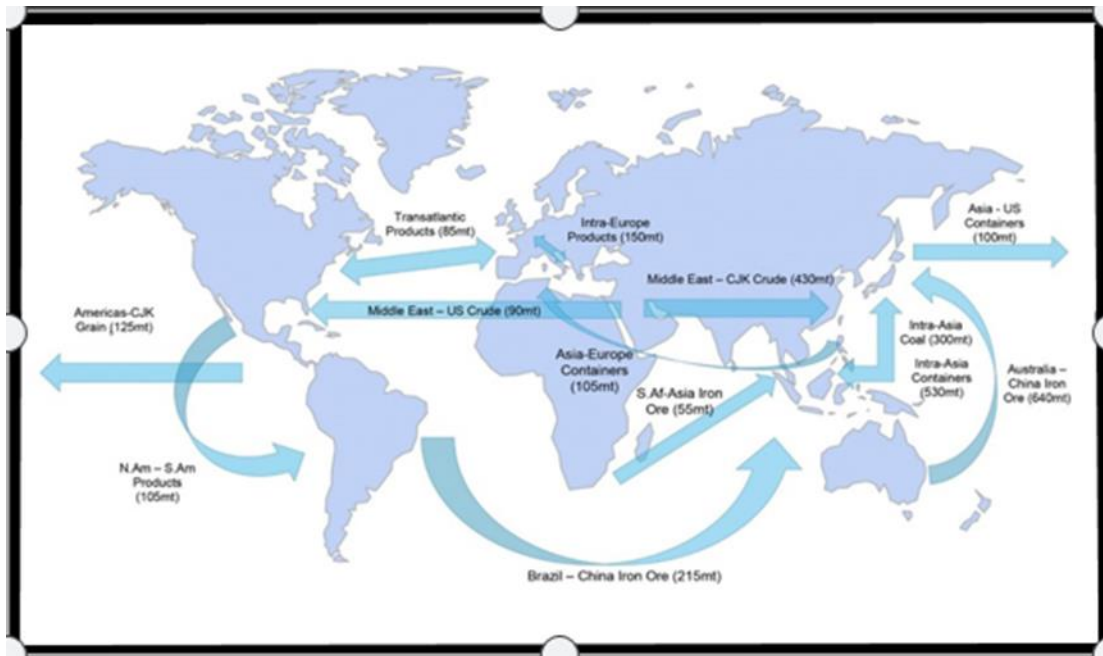 Transatlantic
Products (85mt)
Intra-Europe
Products (150mt)
Asia - US
Containers
(100mt)
Middle East – CJK Crude (430mt)
Middle East – US Crude (90mt)
Americas-CJK
Grain (125mt)
Asia-Europe
Containers
(105mt)
Intra-Asia
Coal (300mt)
Intra-Asia
Containers
(530mt)
Australia –
China Iron
Ore (640mt)
S.Af-Asia Iron
Ore (55mt)
N.Am – S.Am
Products
(105mt)
Brazil – China Iron Ore (215mt)